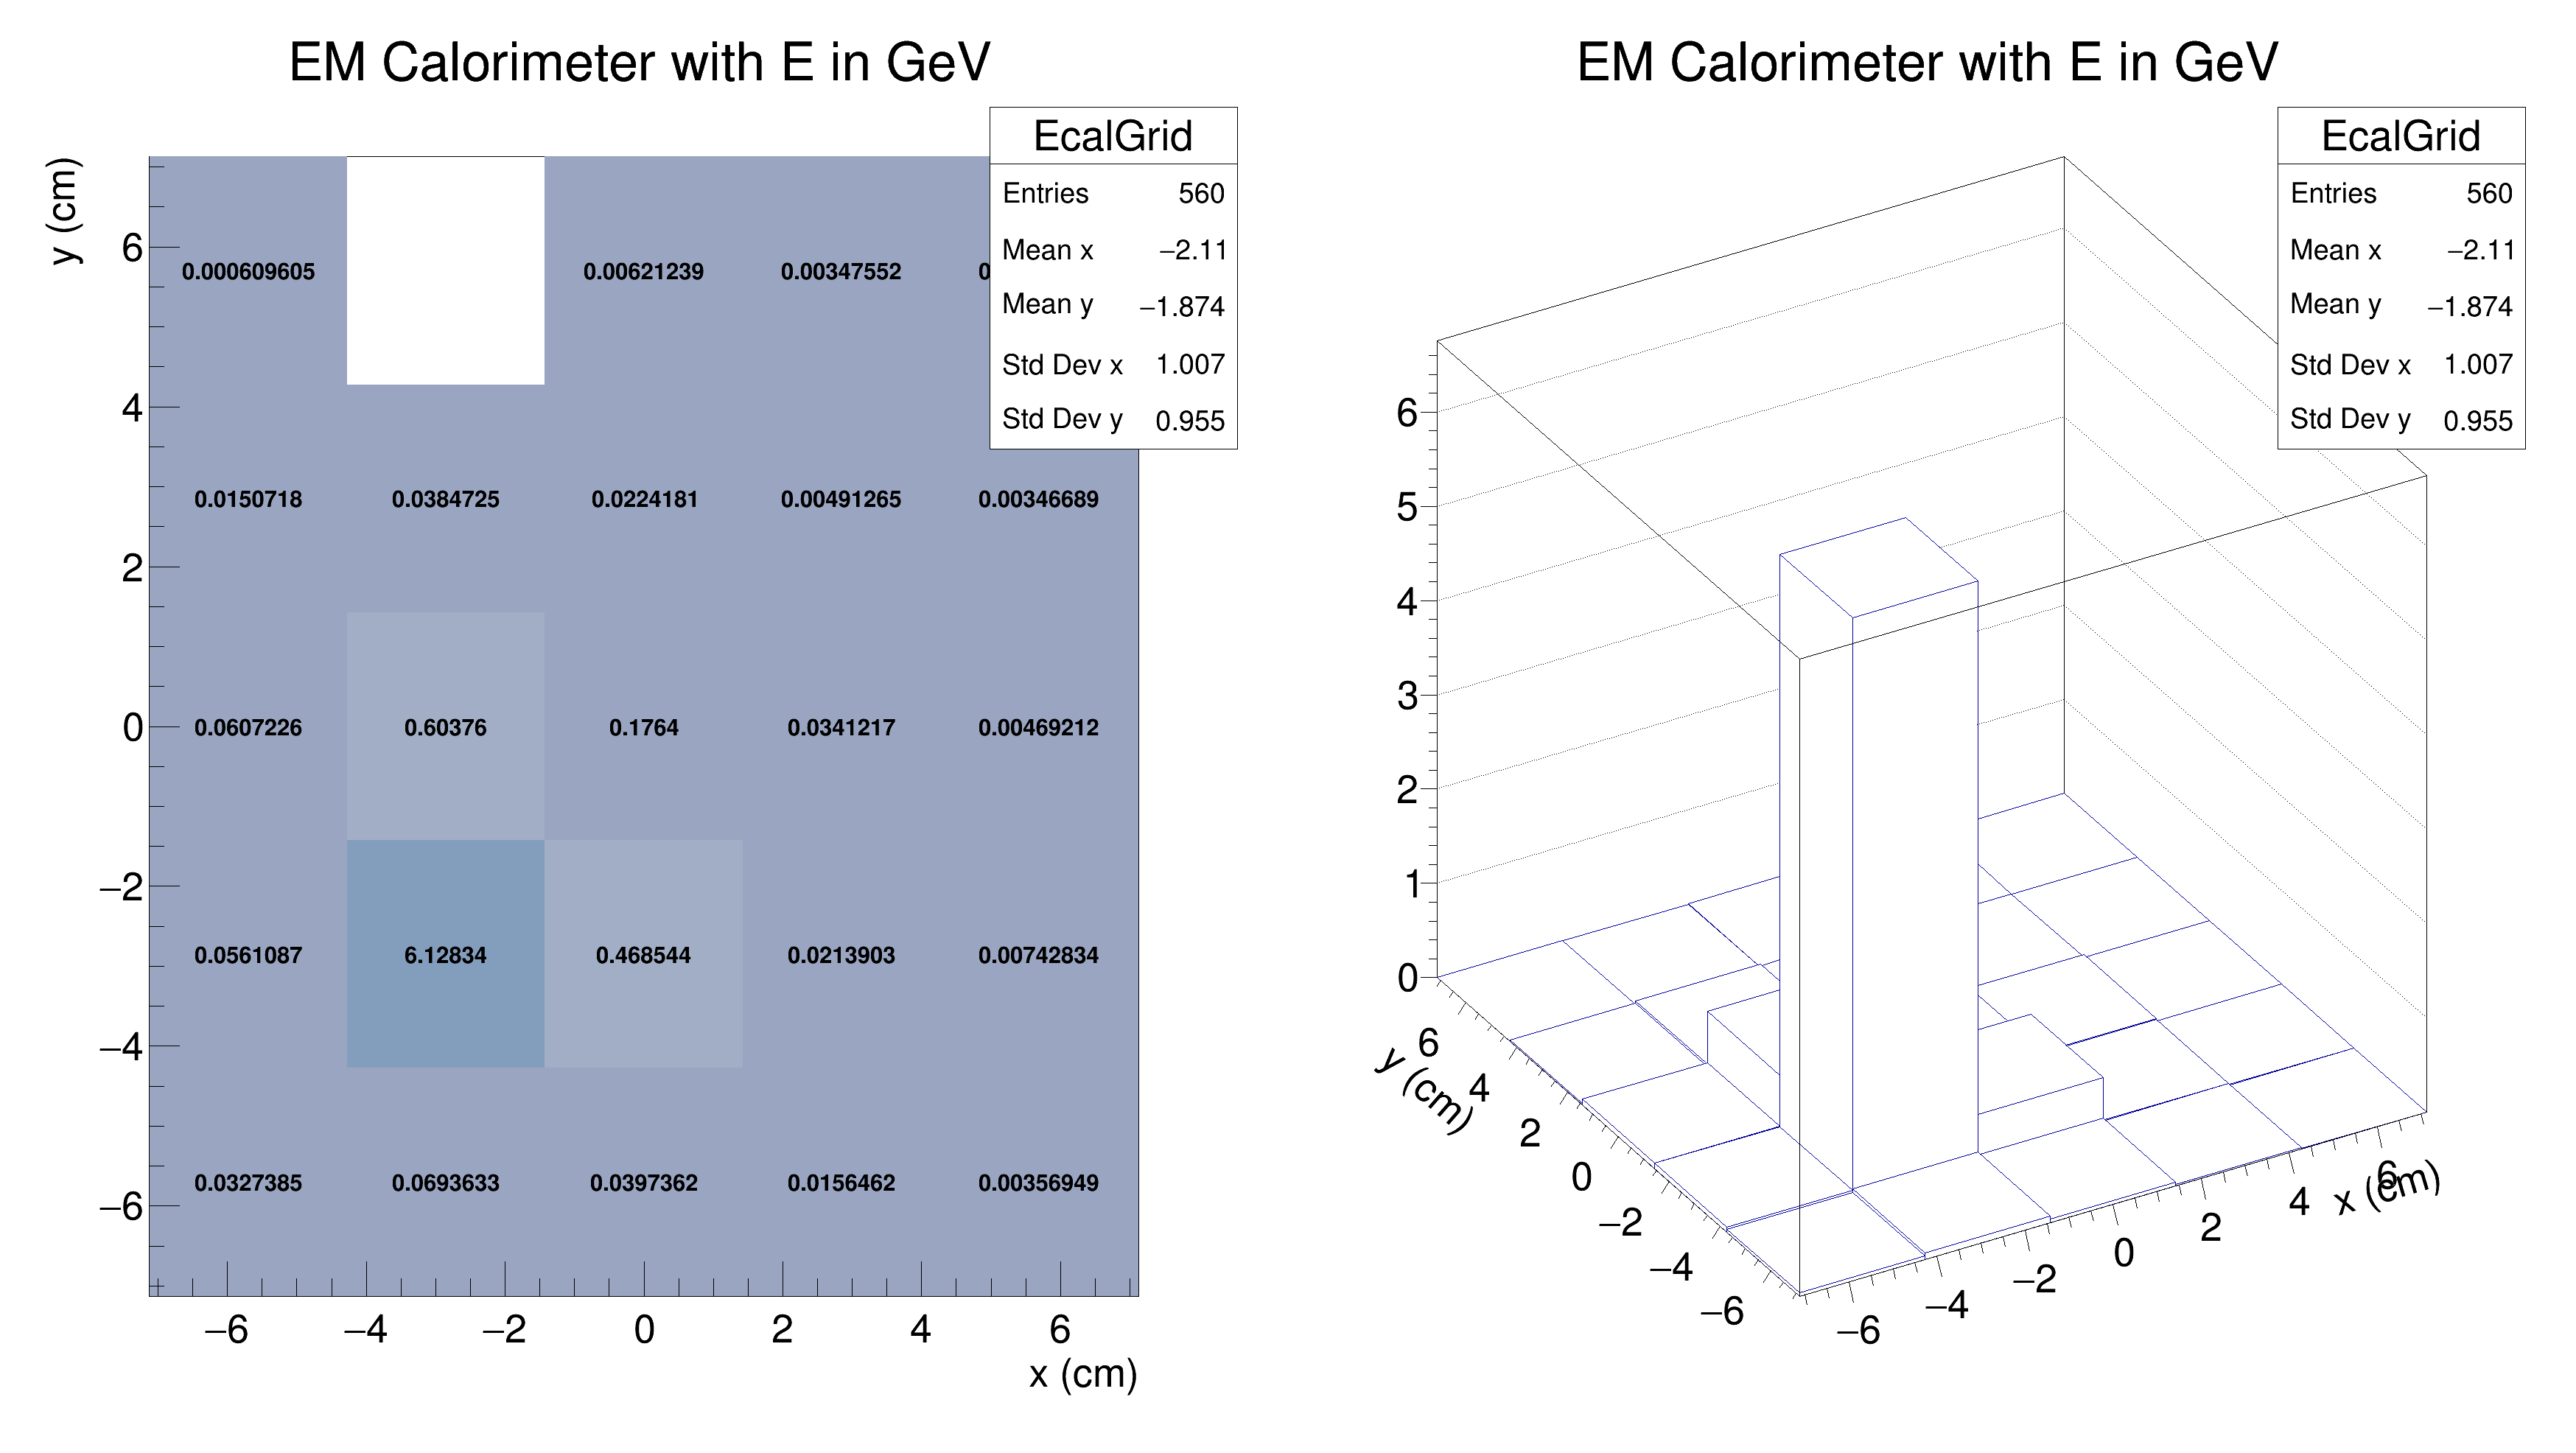 EM Calorimeter with E in GeV
EcalGrid
Entries 560
Mean x −2.11
Mean y −1.874
Std Dev x 1.007
Std Dev y 0.955
y (cm)
6
4
2
0
−2
−4
−6
0.000609605 0.00621239 0.00347552
0.0150718 0.0384725 0.0224181 0.00491265 0.00346689
0.0607226 0.60376 0.1764 0.0341217 0.00469212
0.0561087 6.12834 0.468544 0.0213903 0.00742834
0.0327385 0.0693633 0.0397362 0.0156462 0.00356949
−6 −4 −2 0 2 4 6
x (cm)
EM Calorimeter with E in GeV
EcalGrid
Entries 560
Mean x −2.11
Mean y −1.874
Std Dev x 1.007
Std Dev y 0.955
6
5
4
3
2
1
0
y (cm)
6
4
2
0
−2
−4
−6
−6 −4 −2 0 2 4 6
x (cm)